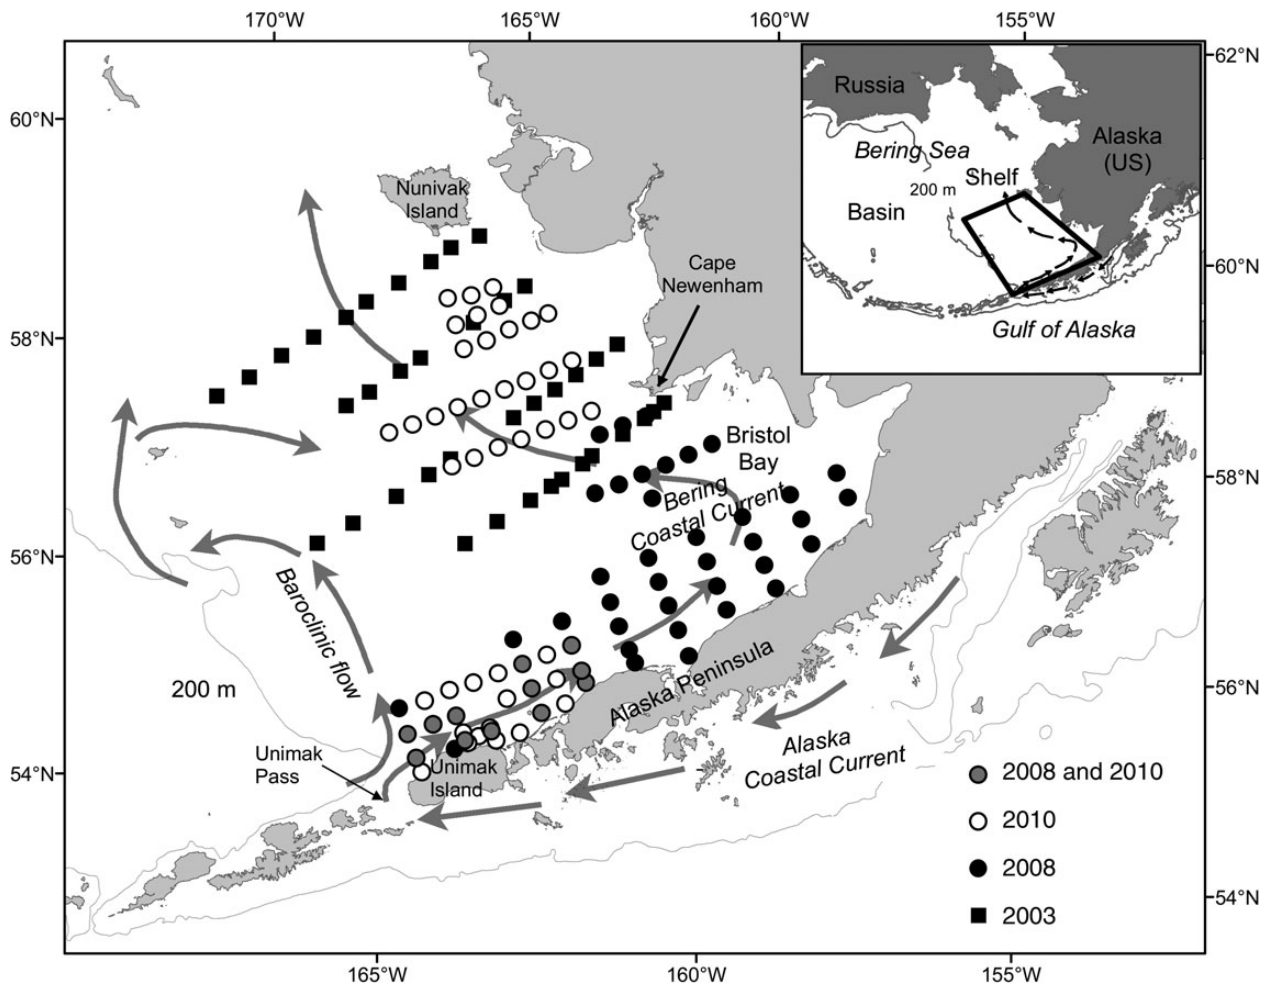 170°W 165°W 160°W 155°W
62°N
60°N
Russia
Alaska
(US)
Bering Sea
Shelf
200 m
Basin
Gulf of Alaska
Nunivak
Island
60°N
Cape
Newenham
58°N
Bristol
Bay
58°N
Bering
Coastal Current
56°N
Baroclinic flow
200 m
Alaska Peninsula
56°N
Unimak
Pass
Alaska
Coastal Current
54°N
Unimak
Island
2008 and 2010
2010
2008
2003
54°N
165°W 160°W 155°W